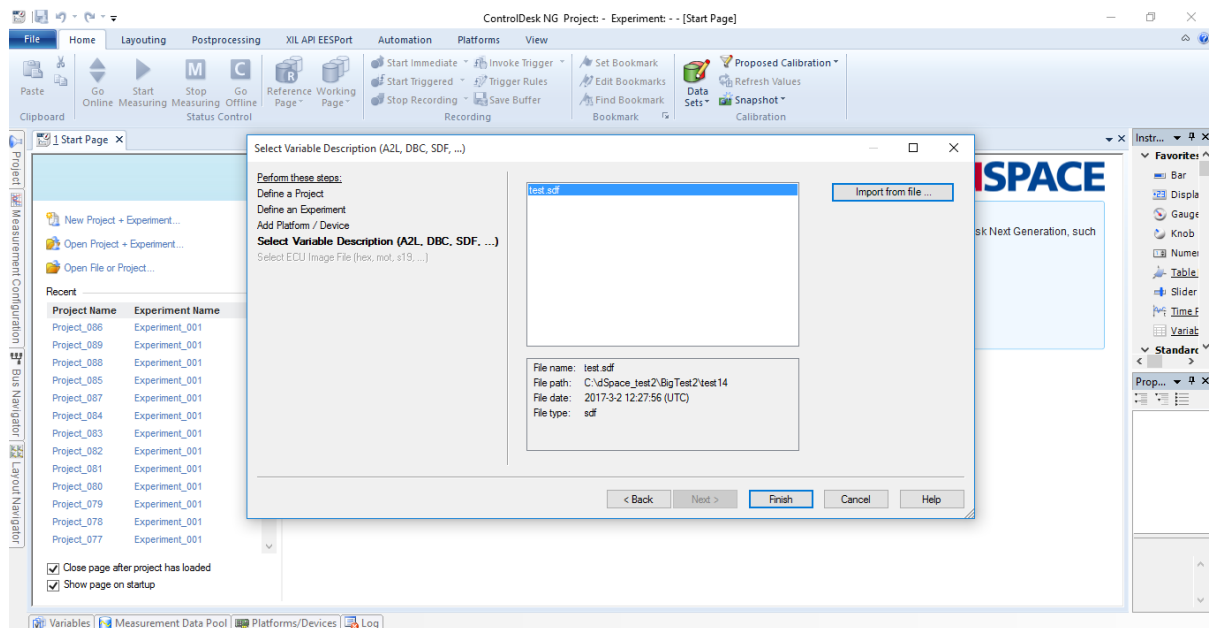 ControlDesk NG Project: - Experiment: - - [Start Page]
File Home Layouting Postprocessing XIL API EESPort Automation Platforms View
Paste
Clipboard
Go Online
Start Measuring
Stop Measuring
Go Offline
Status Control
Reference Page
Working Page
Start Immediate Invoke Trigger
Start Triggered Trigger Rules
Stop Recording Save Buffer
Recording
Set Bookmark
Edit Bookmarks
Find Bookmark
Bookmark
Data Sets
Proposed Calibration
Refresh Values
Snapshot
Calibration
Project
Measurement Configuration
Bus Navigator
Layout Navigator
1 Start Page
New Project + Experiment...
Open Project + Experiment...
Open File or Project...
Recent
Project Name Experiment Name
Project_086 Experiment_001
Project_089 Experiment_001
Project_088 Experiment_001
Project_085 Experiment_001
Project_087 Experiment_001
Project_084 Experiment_001
Project_083 Experiment_001
Project_082 Experiment_001
Project_081 Experiment_001
Project_080 Experiment_001
Project_079 Experiment_001
Project_078 Experiment_001
Project_077 Experiment_001
Close page after project has loaded
Show page on startup
Select Variable Description (A2L, DBC, SDF, ...)
Perform these steps:
Define a Project
Define an Experiment
Add Platform / Device
Select Variable Description (A2L, DBC, SDF, ...)
Select ECU Image File (hex, mot, s19, ...)
test.sdf
Import from file ...
File name: test.sdf
File path: C:\dSpace_test2\BigTest2\test14
File date: 2017-3-2 12:27:56 (UTC)
File type: sdf
< Back Next > Finish Cancel Help
SPACE
sk Next Generation, such
Instr...
Favorites
Bar
Displa
Gauge
Knob
Numer
Table
Slider
Time P
Variab
Standard
Prop...
Variables Measurement Data Pool Platforms/Devices Log